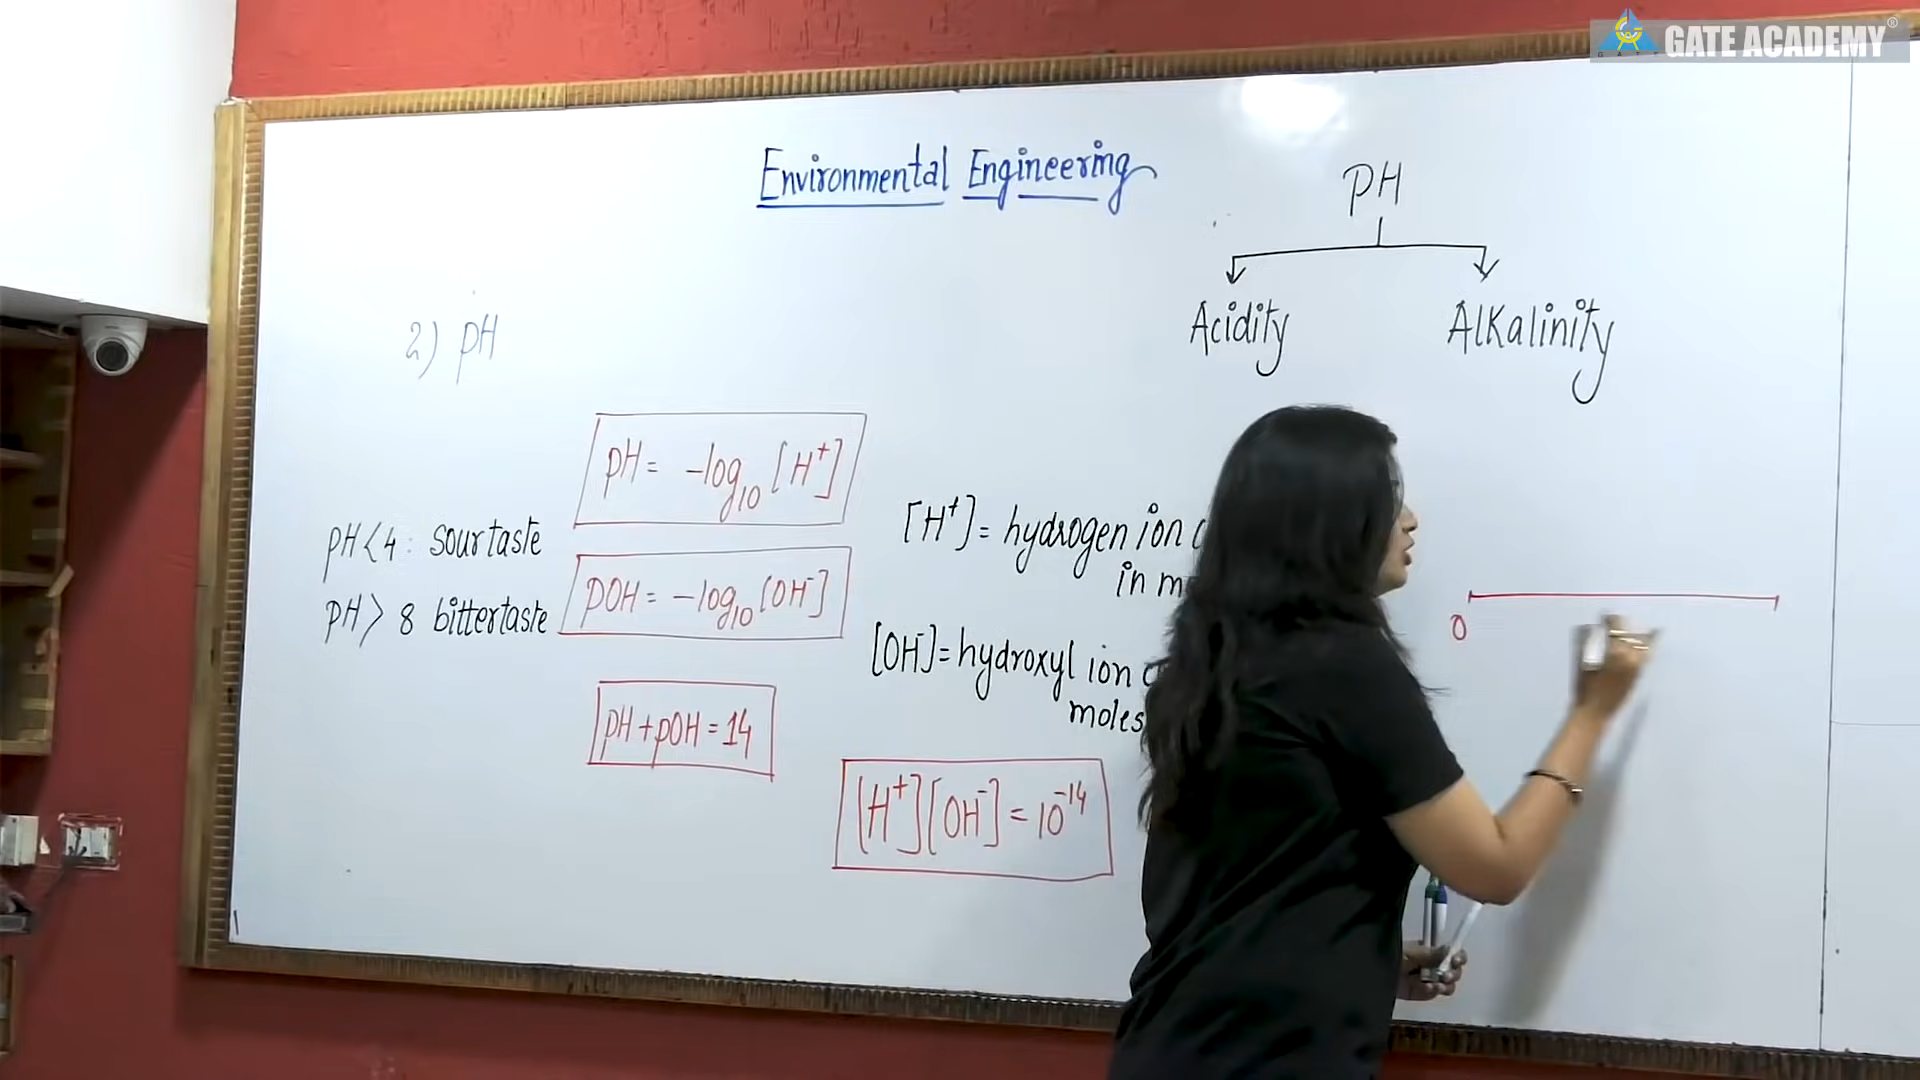 GATE ACADEMY
Environmental Engineering
PH
Acidity
Alkalinity
2) pH
pH = -log₁₀ [H⁺]
pH < 4 : sour taste
pH > 8 bitter taste
pOH = -log₁₀ [OH⁻]
pH + pOH = 14
[H⁺] = hydrogen ion
in
[OH⁻] = hydroxyl ion
moles
[H⁺][OH⁻] = 10⁻¹⁴
0